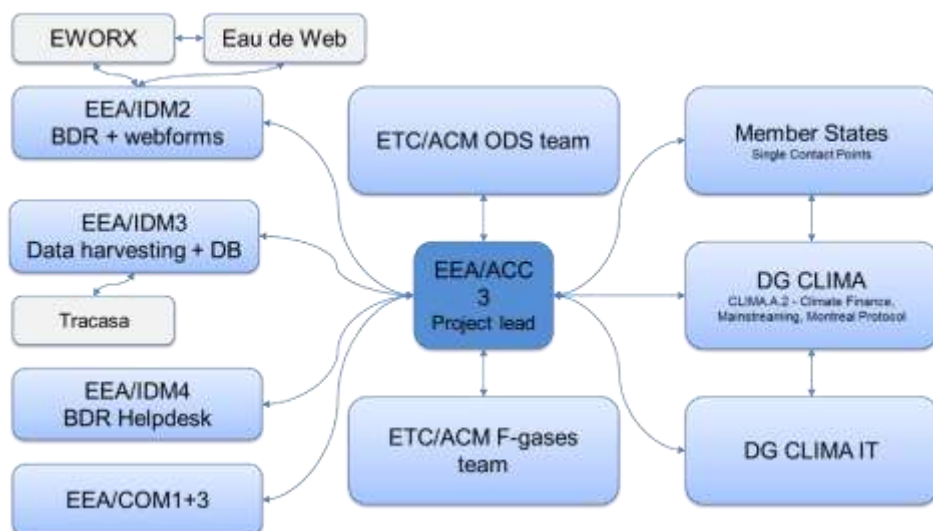 EWORX
Eau de Web
EEA/IDM2
BDR + webforms
EEA/IDM3
Data harvesting + DB
Tracasa
EEA/IDM4
BDR Helpdesk
EEA/COM1+3
ETC/ACM ODS team
EEA/ACC
3
Project lead
ETC/ACM F-gases
team
Member States
Single Contact Points
DG CLIMA
CLIMA.A.2 - Climate Finance,
Mainstreaming, Montreal Protocol
DG CLIMA IT